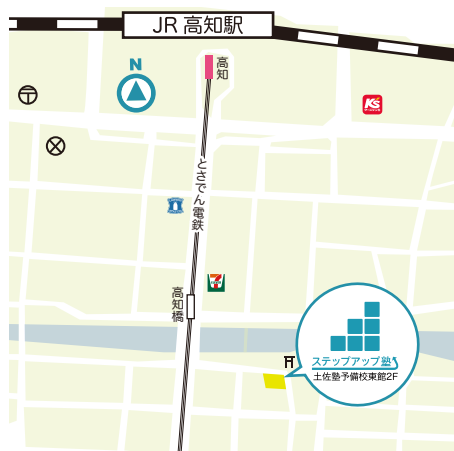 JR 高知駅
N
高知
K's
とさでん電鉄
高知橋
ステップアップ塾
土佐塾予備校東館2F